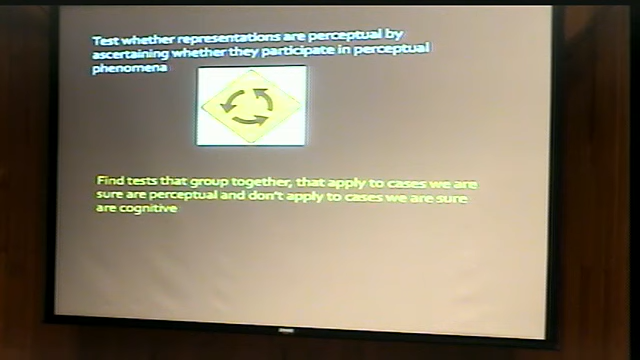 Test whether representations are perceptual by
ascertaining whether they participate in perceptual
phenomena
Find tests that group together, that apply to cases we are
sure are perceptual and don't apply to cases we are sure
are cognitive